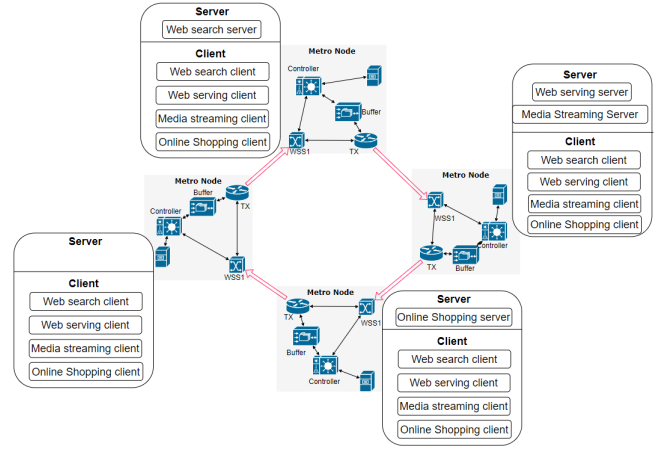 Server
Web search server
Client
Web search client
Web serving client
Media streaming client
Online Shopping client
Metro Node
Controller
Buffer
WSS1
TX
Server
Web serving server
Media Streaming Server
Client
Web search client
Web serving client
Media streaming client
Online Shopping client
Metro Node
WSS1
Controller
TX
Buffer
Metro Node
TX
Buffer
Controller
WSS1
Server
Client
Web search client
Web serving client
Media streaming client
Online Shopping client
Metro Node
TX
WSS1
Buffer
Controller
Server
Online Shopping server
Client
Web search client
Web serving client
Media streaming client
Online Shopping client